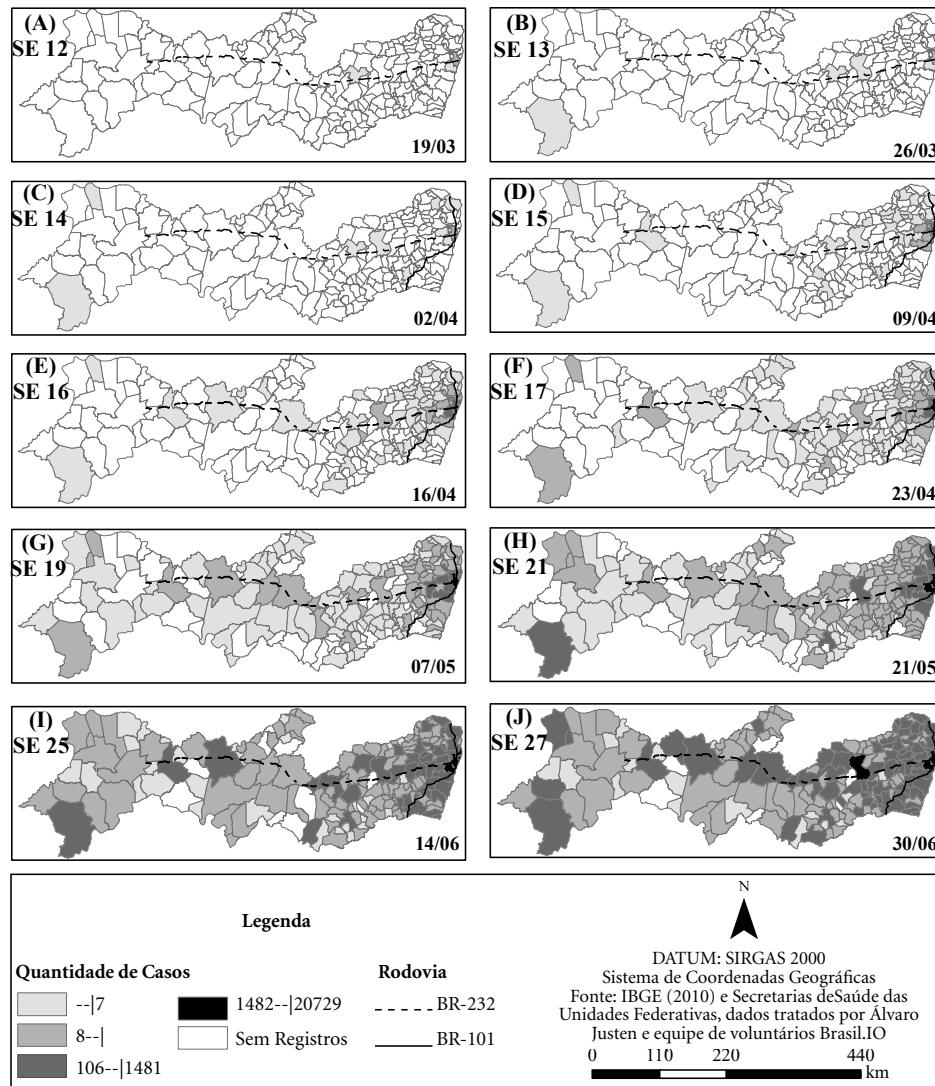 (A)
SE 12
19/03
(B)
SE 13
26/03
(C)
SE 14
02/04
(D)
SE 15
09/04
(E)
SE 16
16/04
(F)
SE 17
23/04
(G)
SE 19
07/05
(H)
SE 21
21/05
(I)
SE 25
14/06
(J)
SE 27
30/06
Legenda
Quantidade de Casos
--|7
8--|
106--|1481
1482--|20729
Sem Registros
Rodovia
BR-232
BR-101
N
DATUM: SIRGAS 2000
Sistema de Coordenadas Geográficas
Fonte: IBGE (2010) e Secretarias deSaúde das
Unidades Federativas, dados tratados por Álvaro
Justen e equipe de voluntários Brasil.IO
0 110 220 440
km